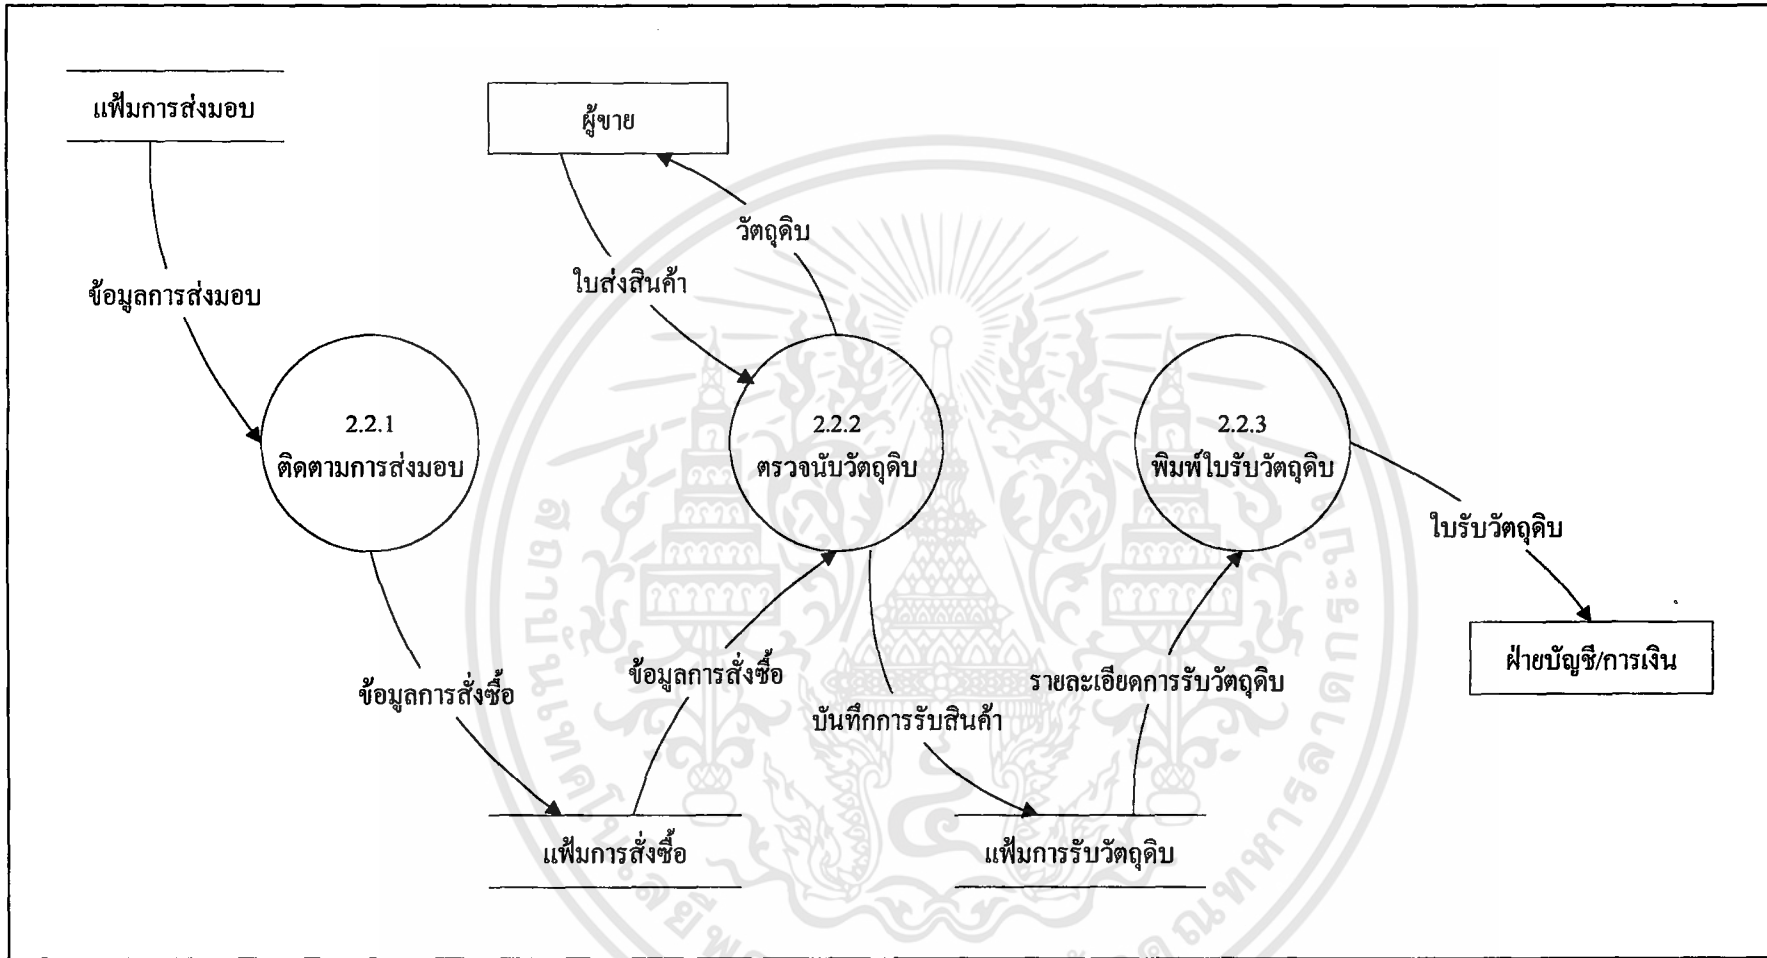 แฟ้มการส่งมอบ
ผู้ขาย
วัตถุดิบ
ใบส่งสินค้า
ข้อมูลการส่งมอบ
2.2.1
ติดตามการส่งมอบ
2.2.2
ตรวจนับวัตถุดิบ
2.2.3
พิมพ์ใบรับวัตถุดิบ
ใบรับวัตถุดิบ
ฝ่ายบัญชี/การเงิน
ข้อมูลการสั่งซื้อ
ข้อมูลการสั่งซื้อ
รายละเอียดการรับวัตถุดิบ
บันทึกการรับสินค้า
แฟ้มการสั่งซื้อ
แฟ้มการรับวัตถุดิบ